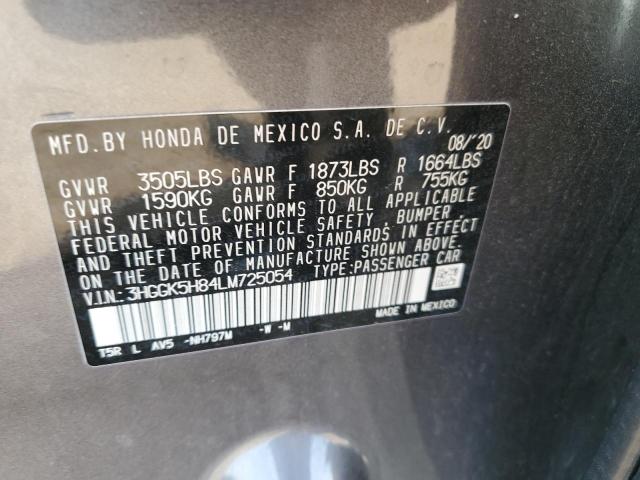 MFD. BY HONDA DE MEXICO S.A. DE C.V.
08/'20
GVWR 3505LBS GAWR F 1873LBS R 1664LBS
GVWR 1590KG GAWR F 850KG R 755KG
THIS VEHICLE CONFORMS TO ALL APPLICABLE
FEDERAL MOTOR VEHICLE SAFETY, BUMPER,
AND THEFT PREVENTION STANDARDS IN EFFECT
ON THE DATE OF MANUFACTURE SHOWN ABOVE.
V.I.N: 3HGGK5H84LM725054 TYPE:PASSENGER CAR
MADE IN MEXICO
T5R L AV5 -NH797M -W -M